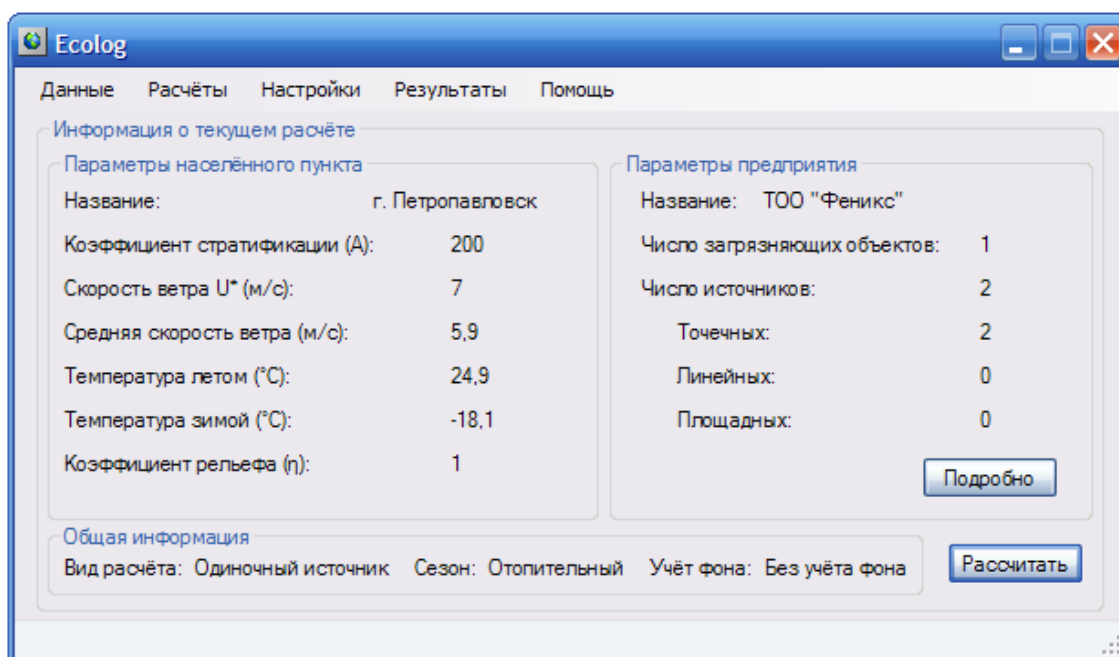 Ecolog
Данные Расчёты Настройки Результаты Помощь
Информация о текущем расчёте
Параметры населённого пункта
Название: г. Петропавловск
Коэффициент стратификации (А): 200
Скорость ветра U* (м/с): 7
Средняя скорость ветра (м/с): 5,9
Температура летом (°C): 24,9
Температура зимой (°C): -18,1
Коэффициент рельефа (η): 1
Параметры предприятия
Название: ТОО "Феникс"
Число загрязняющих объектов: 1
Число источников: 2
Точечных: 2
Линейных: 0
Площадных: 0
Подробно
Общая информация
Вид расчёта: Одиночный источник Сезон: Отопительный Учёт фона: Без учёта фона
Рассчитать